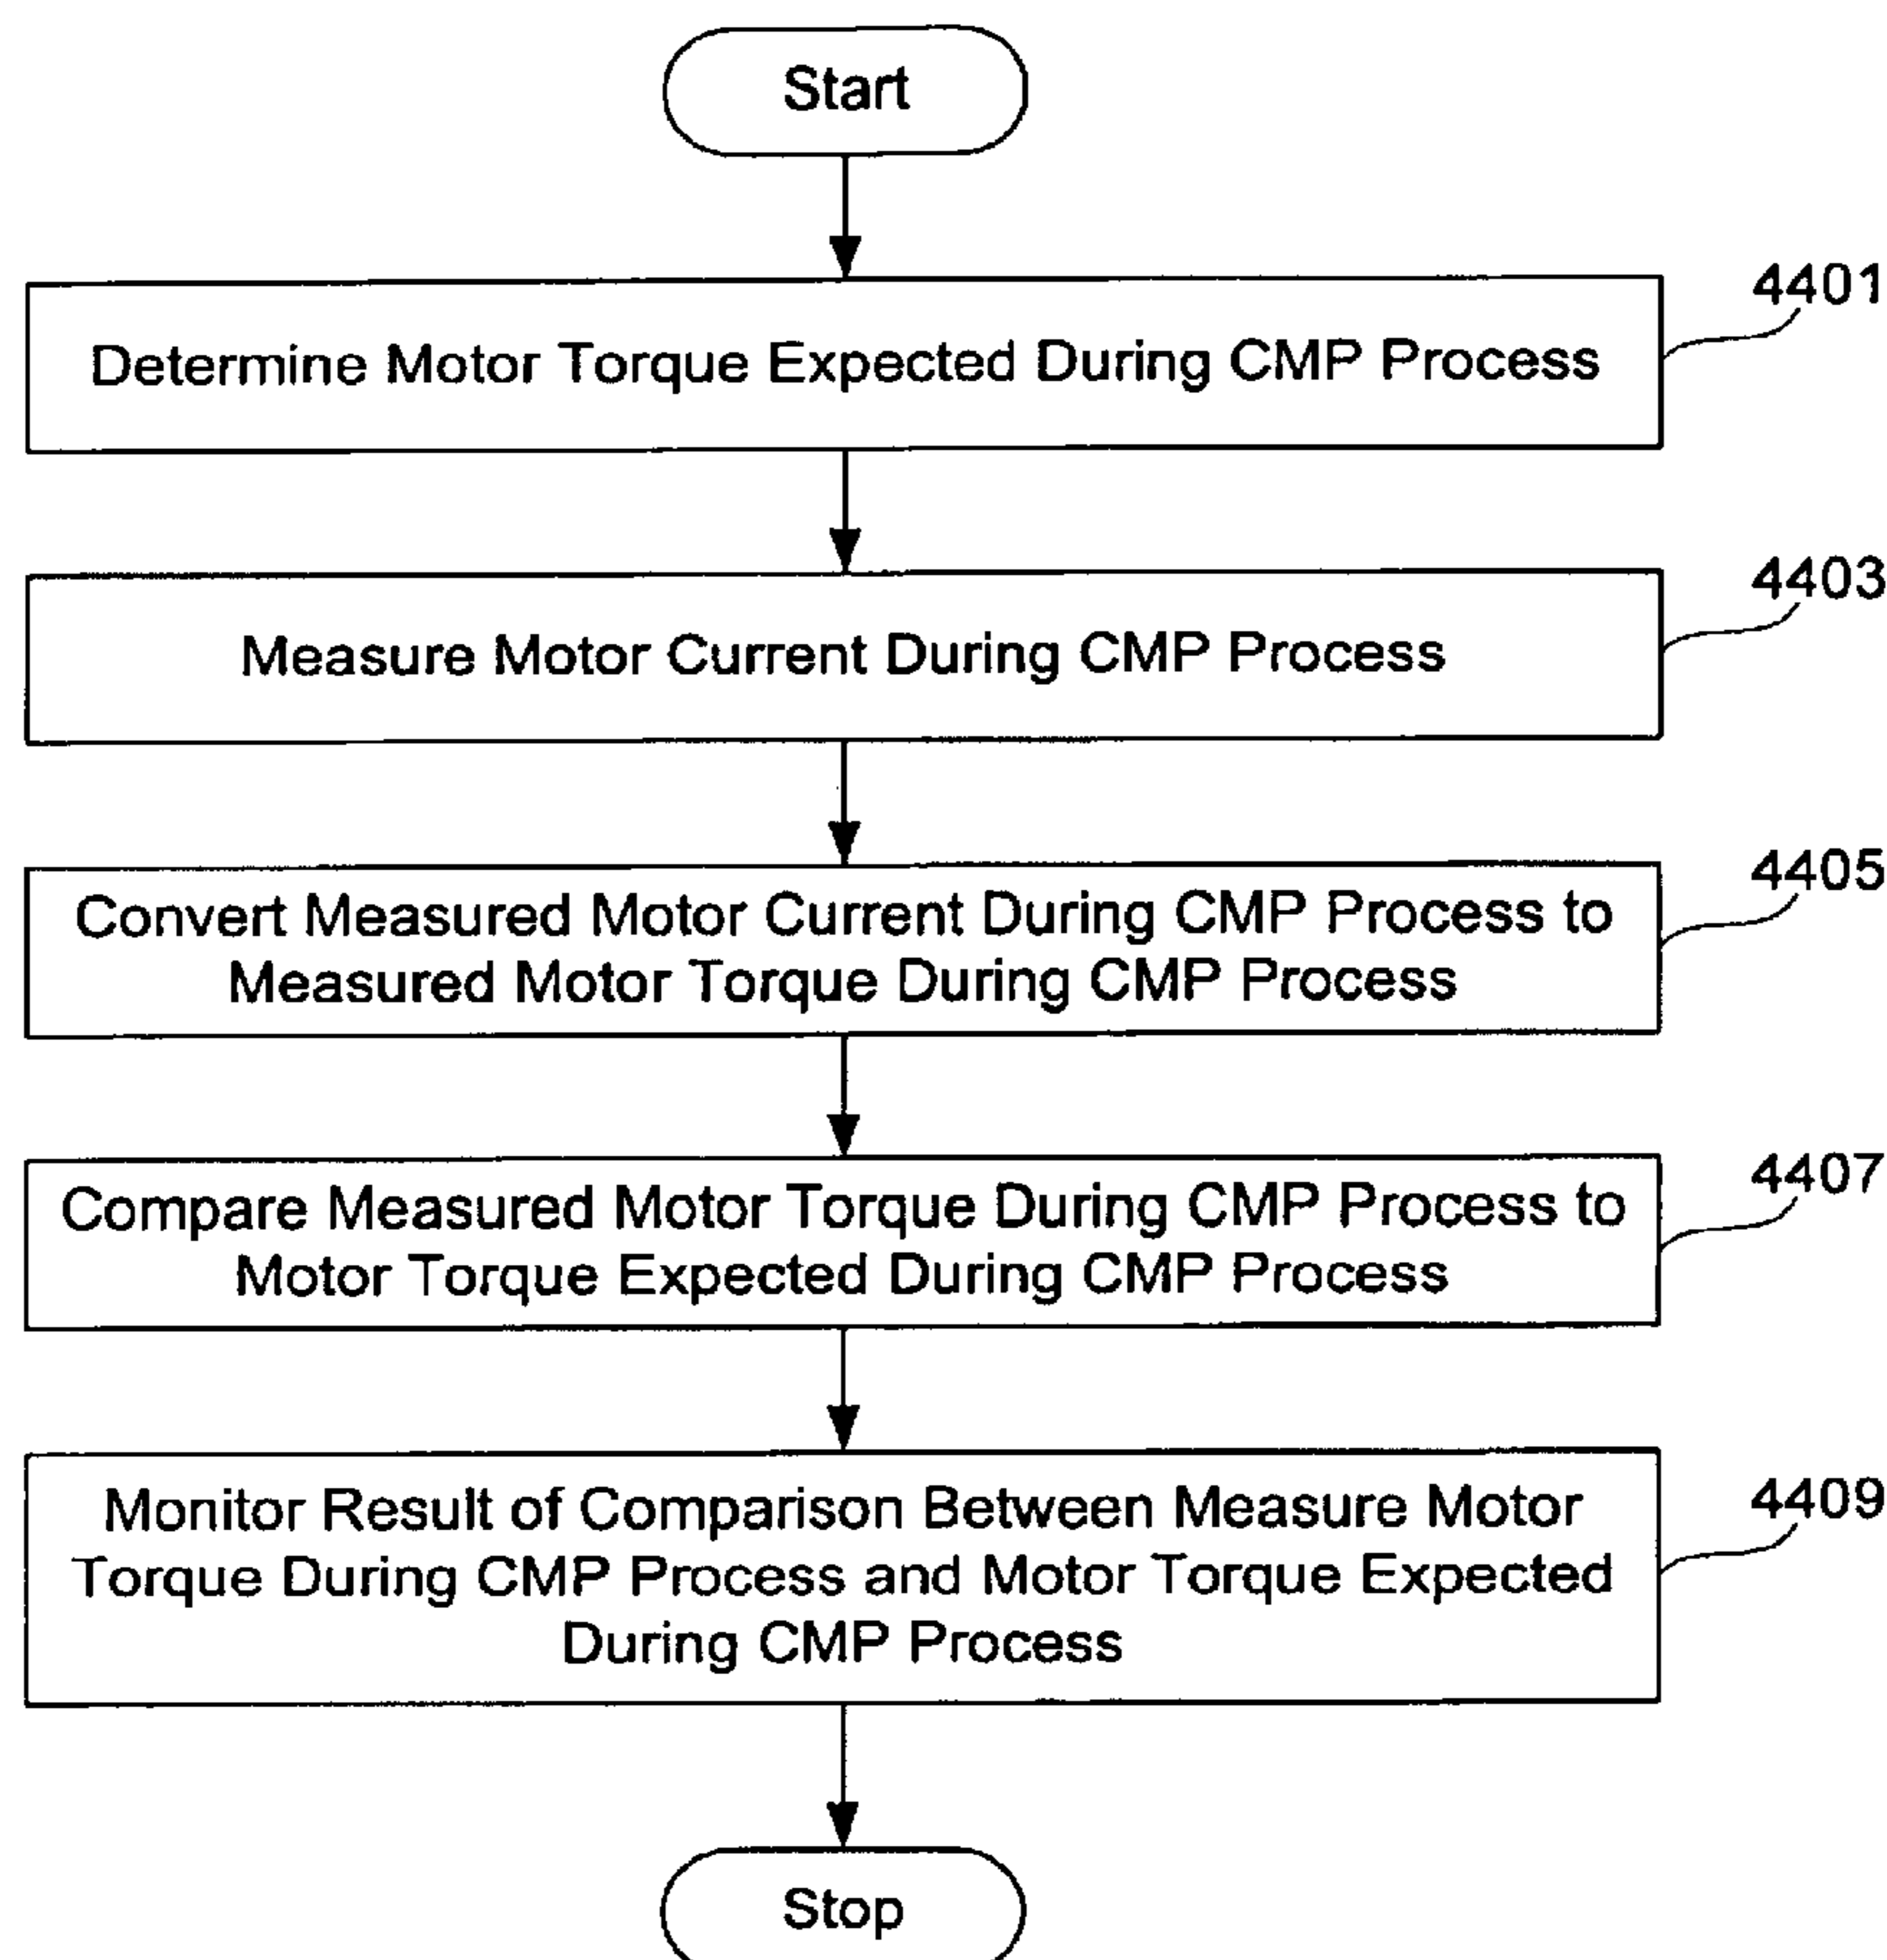 Start
4401
Determine Motor Torque Expected During CMP Process
4403
Measure Motor Current During CMP Process
4405
Convert Measured Motor Current During CMP Process to
Measured Motor Torque During CMP Process
4407
Compare Measured Motor Torque During CMP Process to
Motor Torque Expected During CMP Process
4409
Monitor Result of Comparison Between Measure Motor
Torque During CMP Process and Motor Torque Expected
During CMP Process
Stop